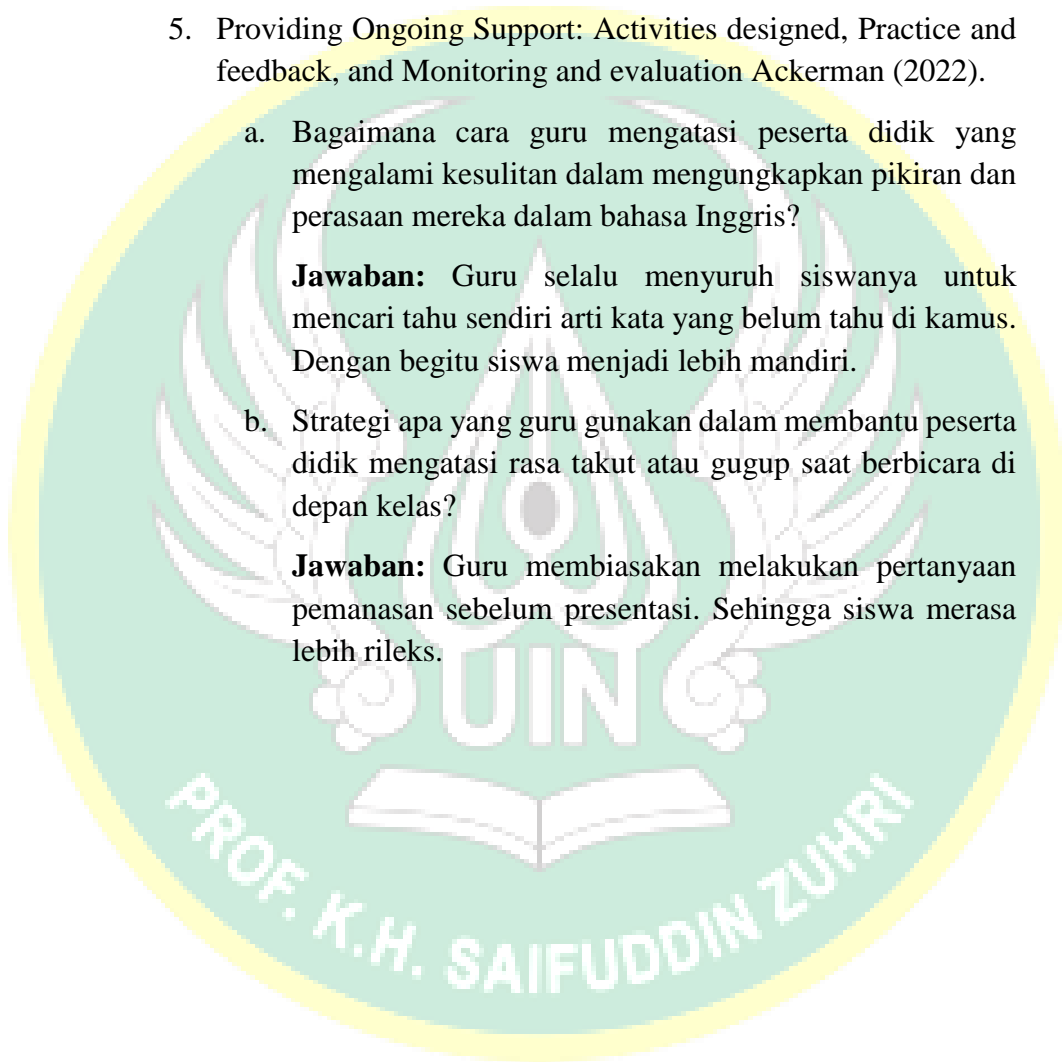 5. Providing Ongoing Support: Activities designed, Practice and
feedback, and Monitoring and evaluation Ackerman (2022).
a. Bagaimana cara guru mengatasi peserta didik yang
mengalami kesulitan dalam mengungkapkan pikiran dan
perasaan mereka dalam bahasa Inggris?
Jawaban: Guru selalu menyuruh siswanya untuk
mencari tahu sendiri arti kata yang belum tahu di kamus.
Dengan begitu siswa menjadi lebih mandiri.
b. Strategi apa yang guru gunakan dalam membantu peserta
didik mengatasi rasa takut atau gugup saat berbicara di
depan kelas?
Jawaban: Guru membiasakan melakukan pertanyaan
pemanasan sebelum presentasi. Sehingga siswa merasa
lebih rileks.
UIN
PROF. K.H. SAIFUDDIN ZUHRI